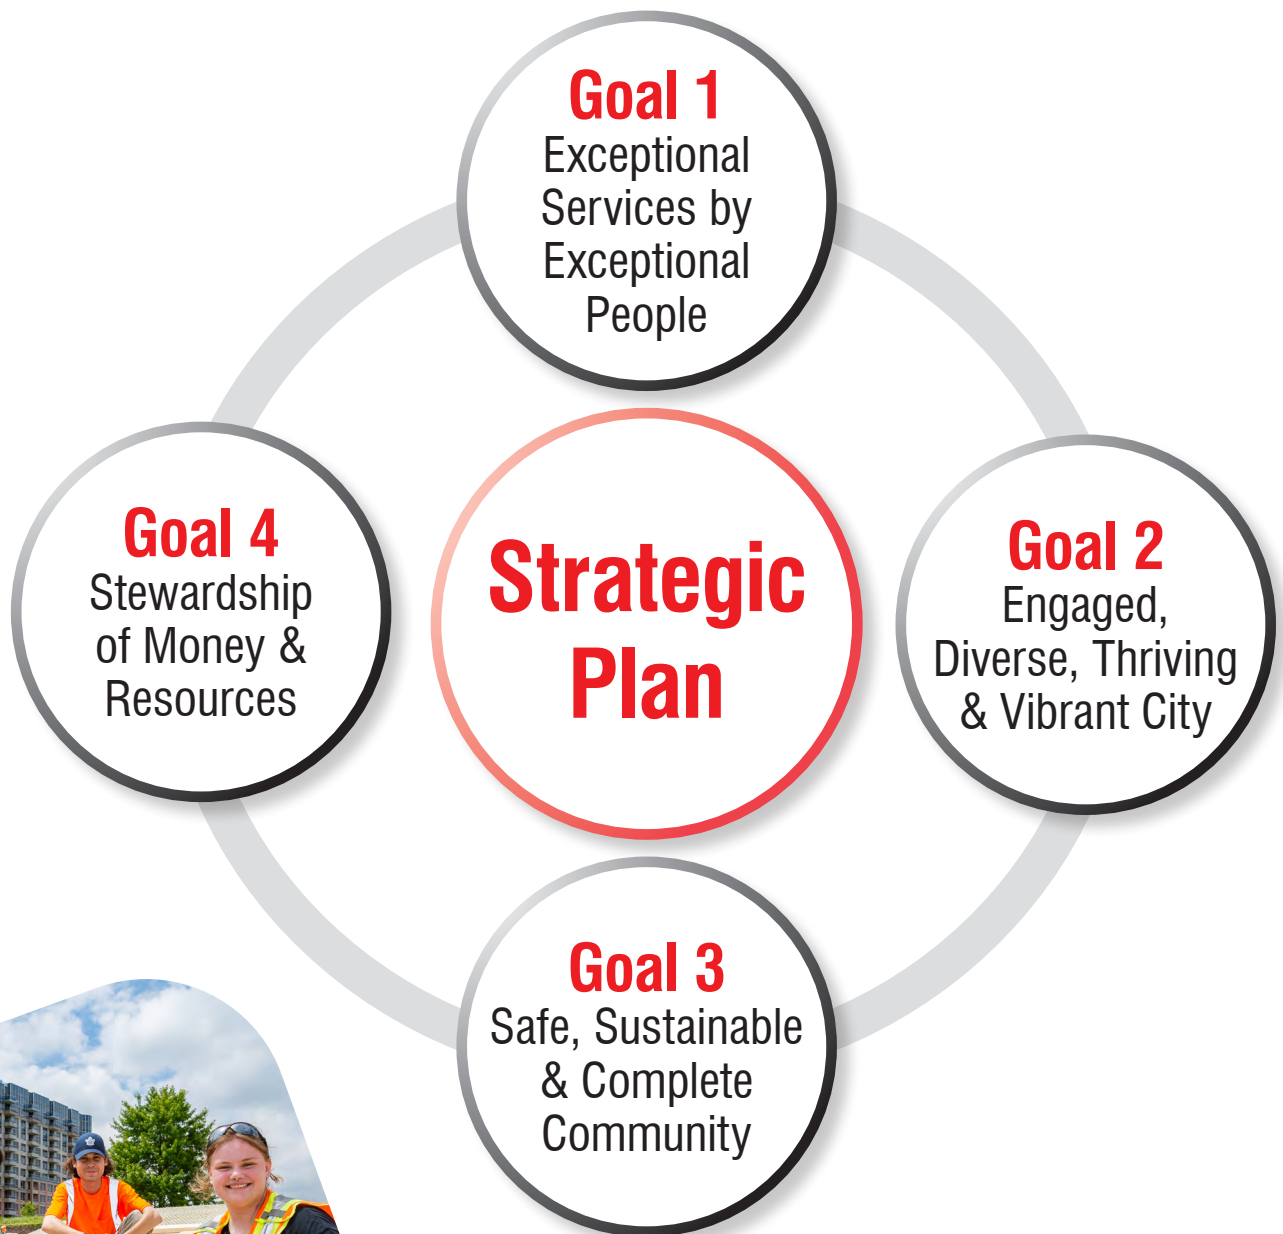 Goal 1
Exceptional
Services by
Exceptional
People
Strategic
Plan
Goal 2
Engaged,
Diverse, Thriving
& Vibrant City
Goal 3
Safe, Sustainable
& Complete
Community
Goal 4
Stewardship
of Money &
Resources